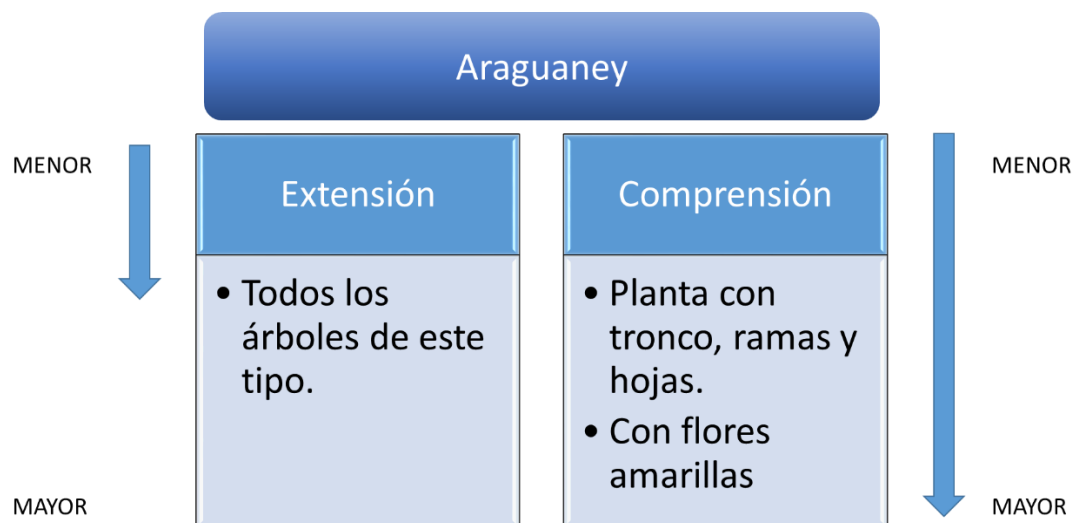 Araguaney
MENOR
MENOR
Extensión
Comprensión
• Todos los
árboles de este
tipo.
• Planta con
tronco, ramas y
hojas.
• Con flores
amarillas
MAYOR
MAYOR